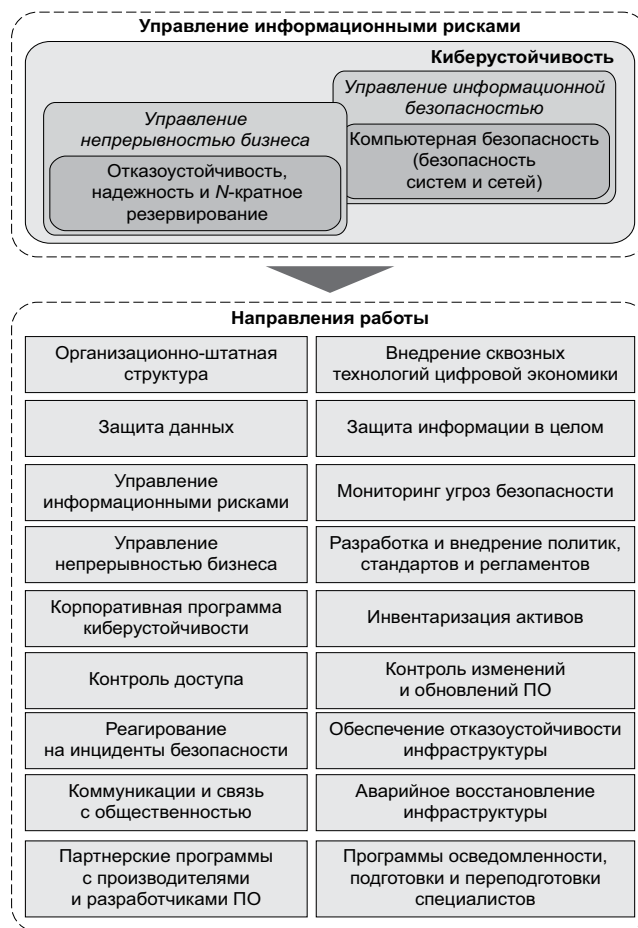 Управление информационными рисками
Киберустойчивость
Управление информационной
безопасностью
Управление
непрерывностью бизнеса
Компьютерная безопасность
(безопасность
систем и сетей)
Отказоустойчивость,
надежность и N-кратное
резервирование
Направления работы
Организационно-штатная
структура
Внедрение сквозных
технологий цифровой экономики
Защита данных
Защита информации в целом
Управление
информационными рисками
Мониторинг угроз безопасности
Управление
непрерывностью бизнеса
Разработка и внедрение политик,
стандартов и регламентов
Корпоративная программа
киберустойчивости
Инвентаризация активов
Контроль доступа
Контроль изменений
и обновлений ПО
Реагирование
на инциденты безопасности
Обеспечение отказоустойчивости
инфраструктуры
Коммуникации и связь
с общественностью
Аварийное восстановление
инфраструктуры
Партнерские программы
с производителями
и разработчиками ПО
Программы осведомленности,
подготовки и переподготовки
специалистов